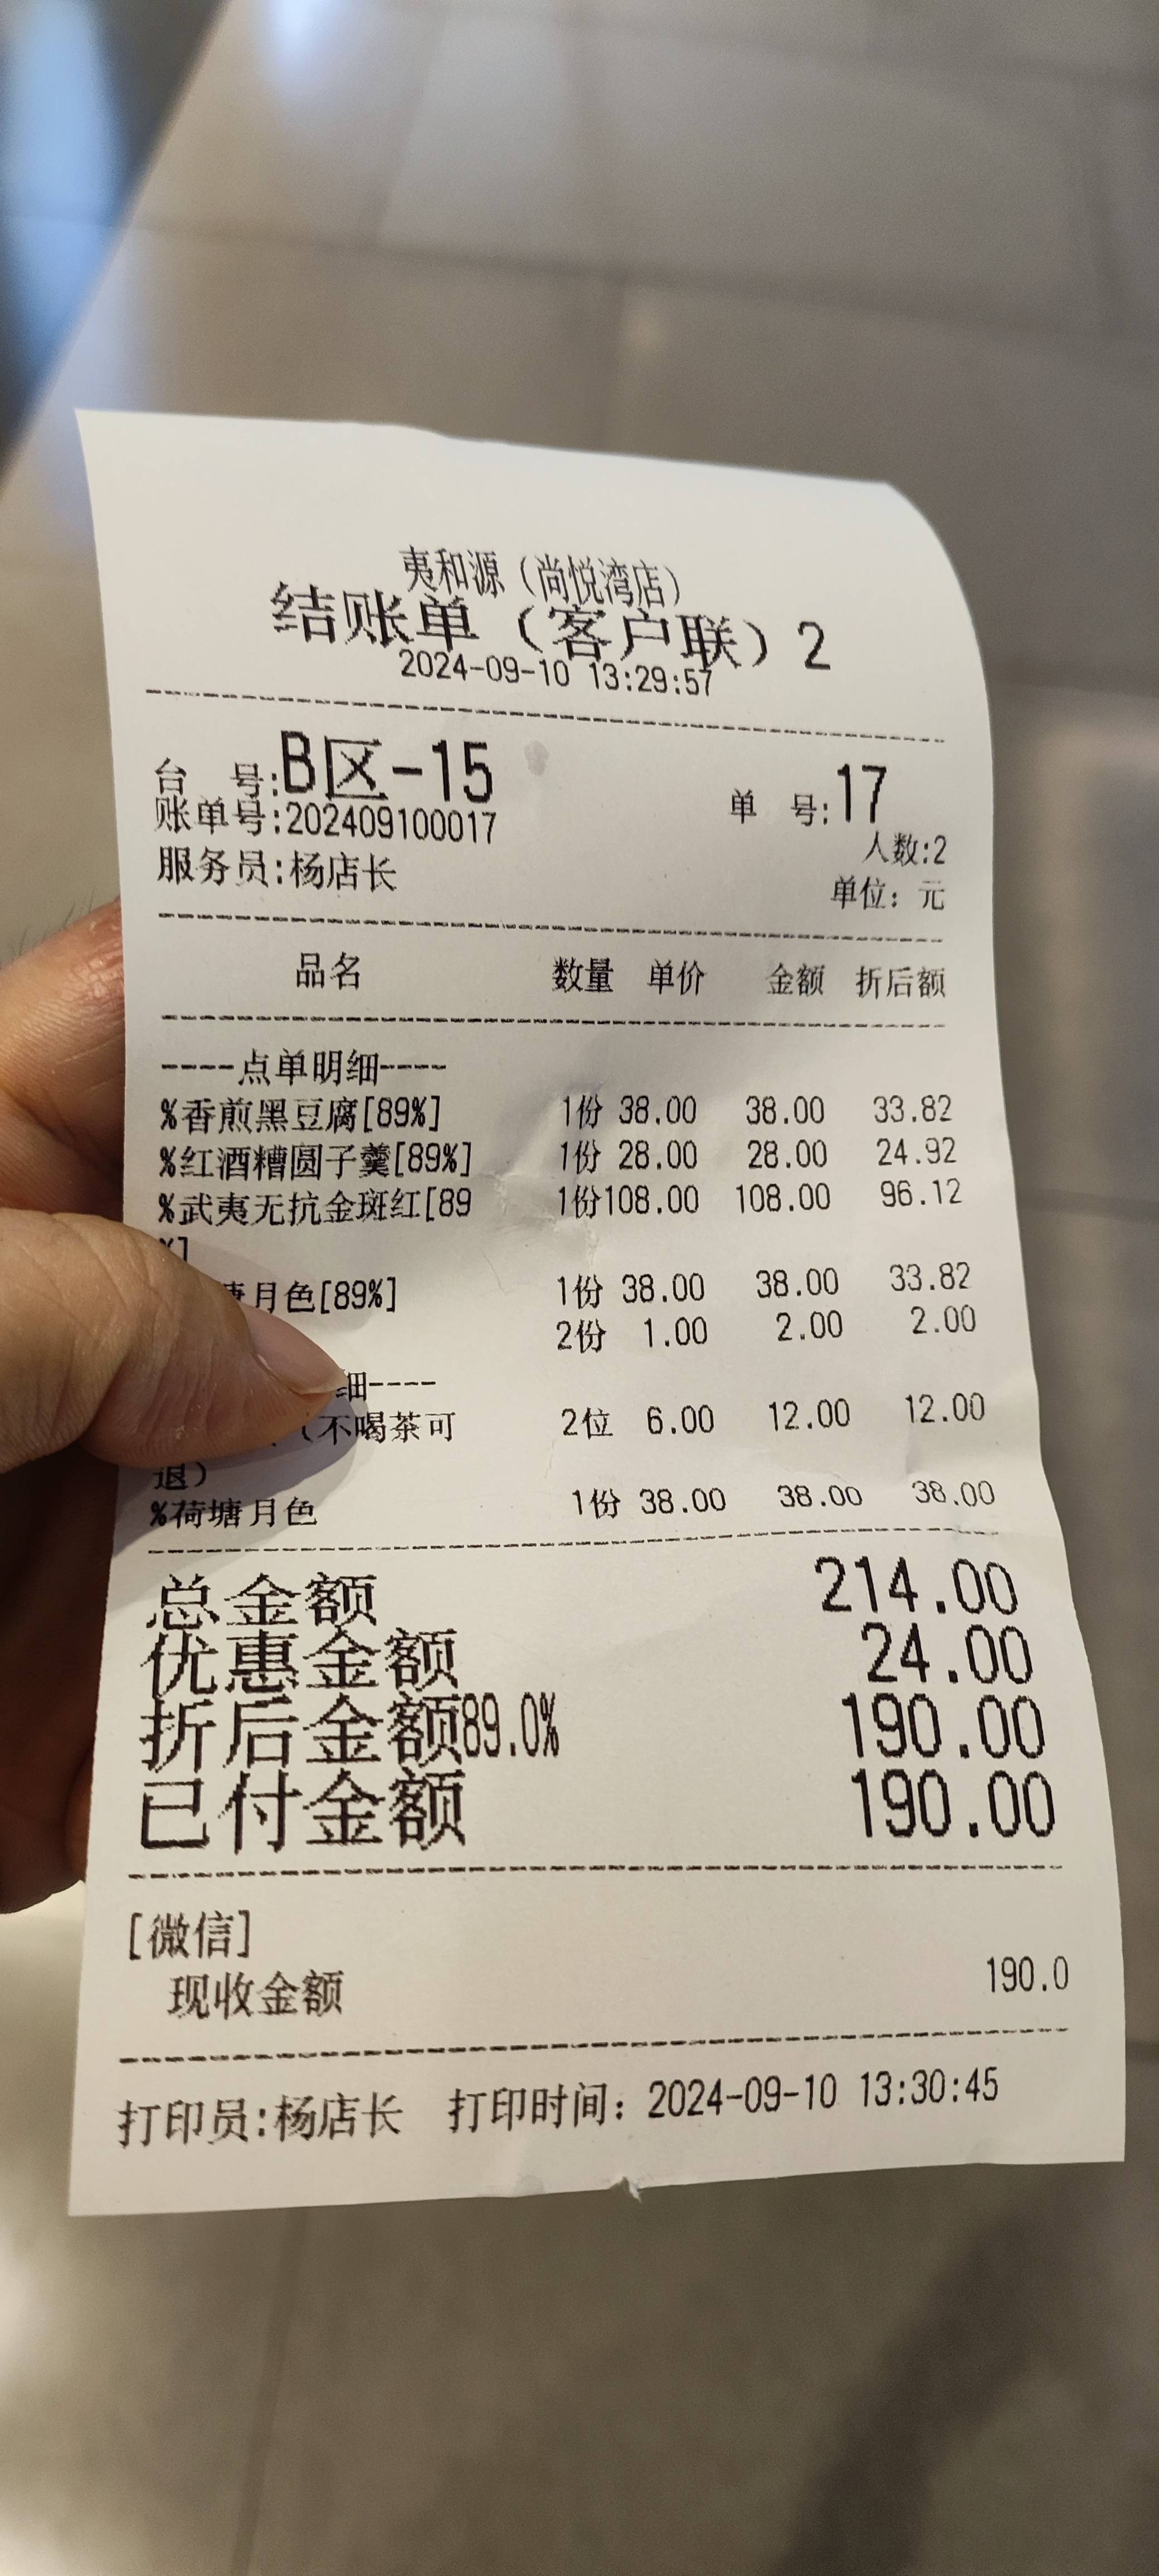 夷和源（尚悦湾店）
结账单（客户联）2
2024-09-10 13:29:57
台 号:B区-15 单 号:17
账单号:202409100017
人数:2
服务员:杨店长
单位：元
品名 数量 单价 金额 折后额
----点单明细----
%香煎黑豆腐[89%] 1份 38.00 38.00 33.82
%红酒糟圆子羹[89%] 1份 28.00 28.00 24.92
%武夷无抗金斑红[89 1份108.00 108.00 96.12
%]
塘月色[89%] 1份 38.00 38.00 33.82
2份 1.00 2.00 2.00
细----
（不喝茶可 2位 6.00 12.00 12.00
退）
%荷塘月色 1份 38.00 38.00 38.00
总金额 214.00
优惠金额 24.00
折后金额89.0% 190.00
已付金额 190.00
[微信]
现收金额 190.0
打印员:杨店长 打印时间：2024-09-10 13:30:45